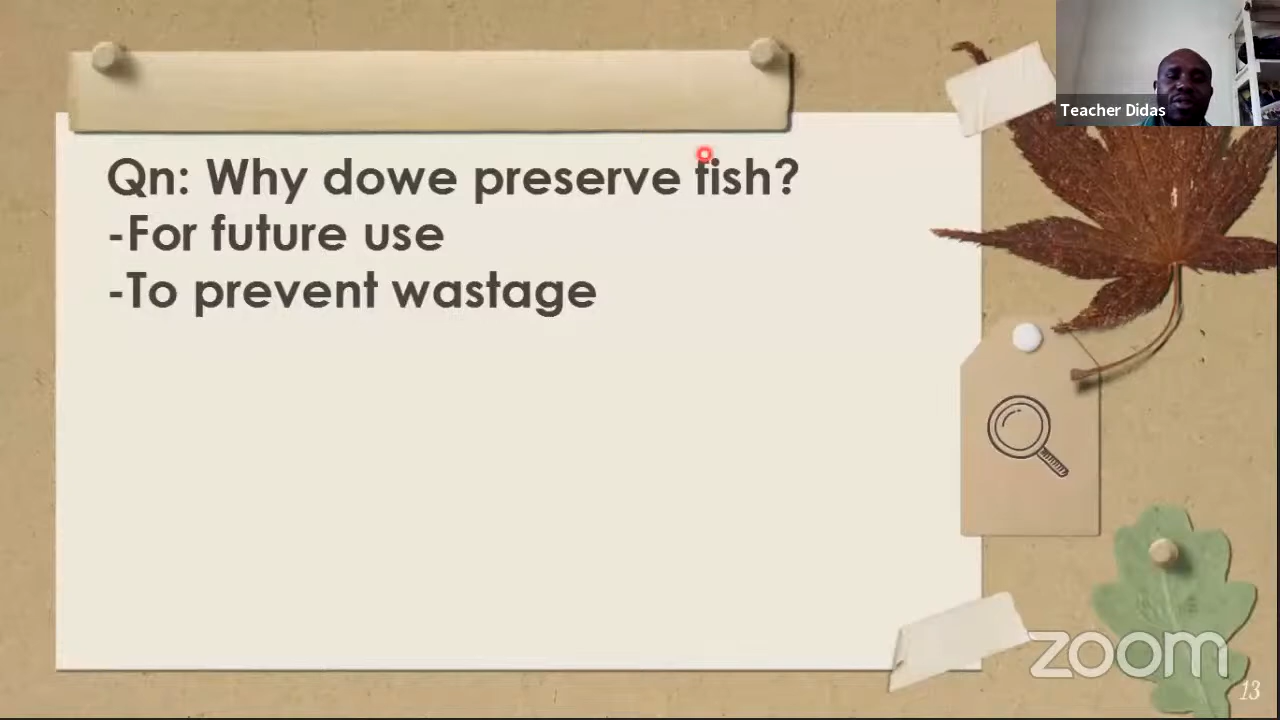 Teacher Didas
Qn: Why dowe preserve fish?
-For future use
-To prevent wastage
zoom
13